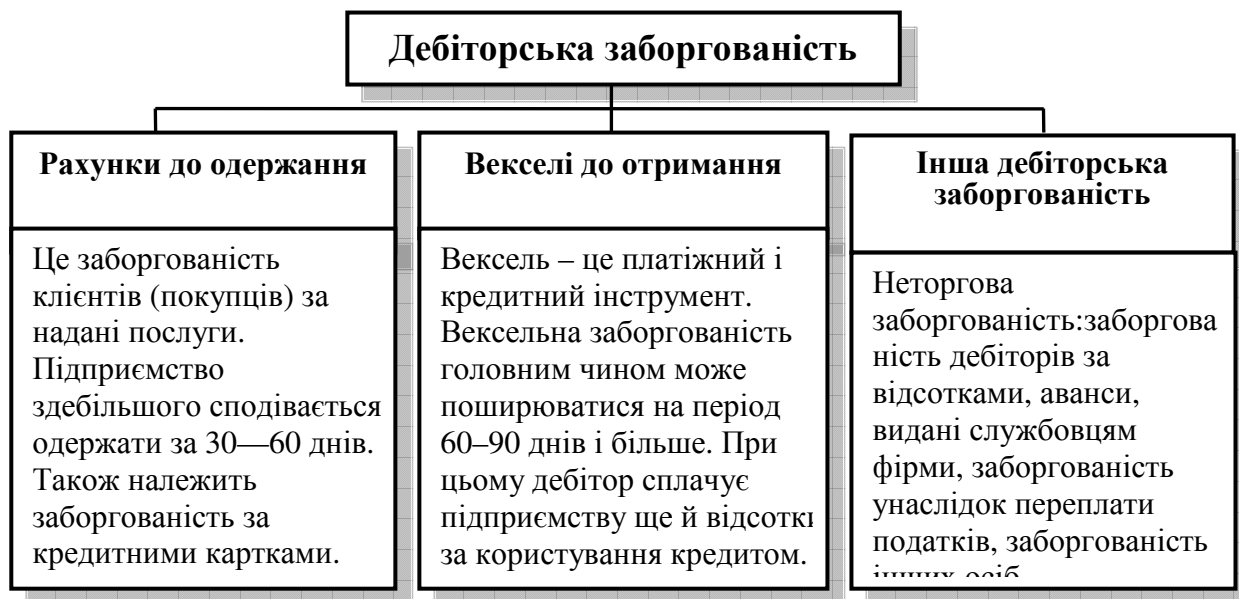 Дебіторська заборгованість
Рахунки до одержання
Це заборгованість
клієнтів (покупців) за
надані послуги.
Підприємство
здебільшого сподівається
одержати за 30—60 днів.
Також належить
заборгованість за
кредитними картками.
Векселі до отримання
Вексель – це платіжний і
кредитний інструмент.
Вексельна заборгованість
головним чином може
поширюватися на період
60–90 днів і більше. При
цьому дебітор сплачує
підприємству ще й відсотки
за користування кредитом.
Інша дебіторська
заборгованість
Неторгова
заборгованість:заборгова
ність дебіторів за
відсотками, аванси,
видані службовцям
фірми, заборгованість
унаслідок переплати
податків, заборгованість
інших осіб